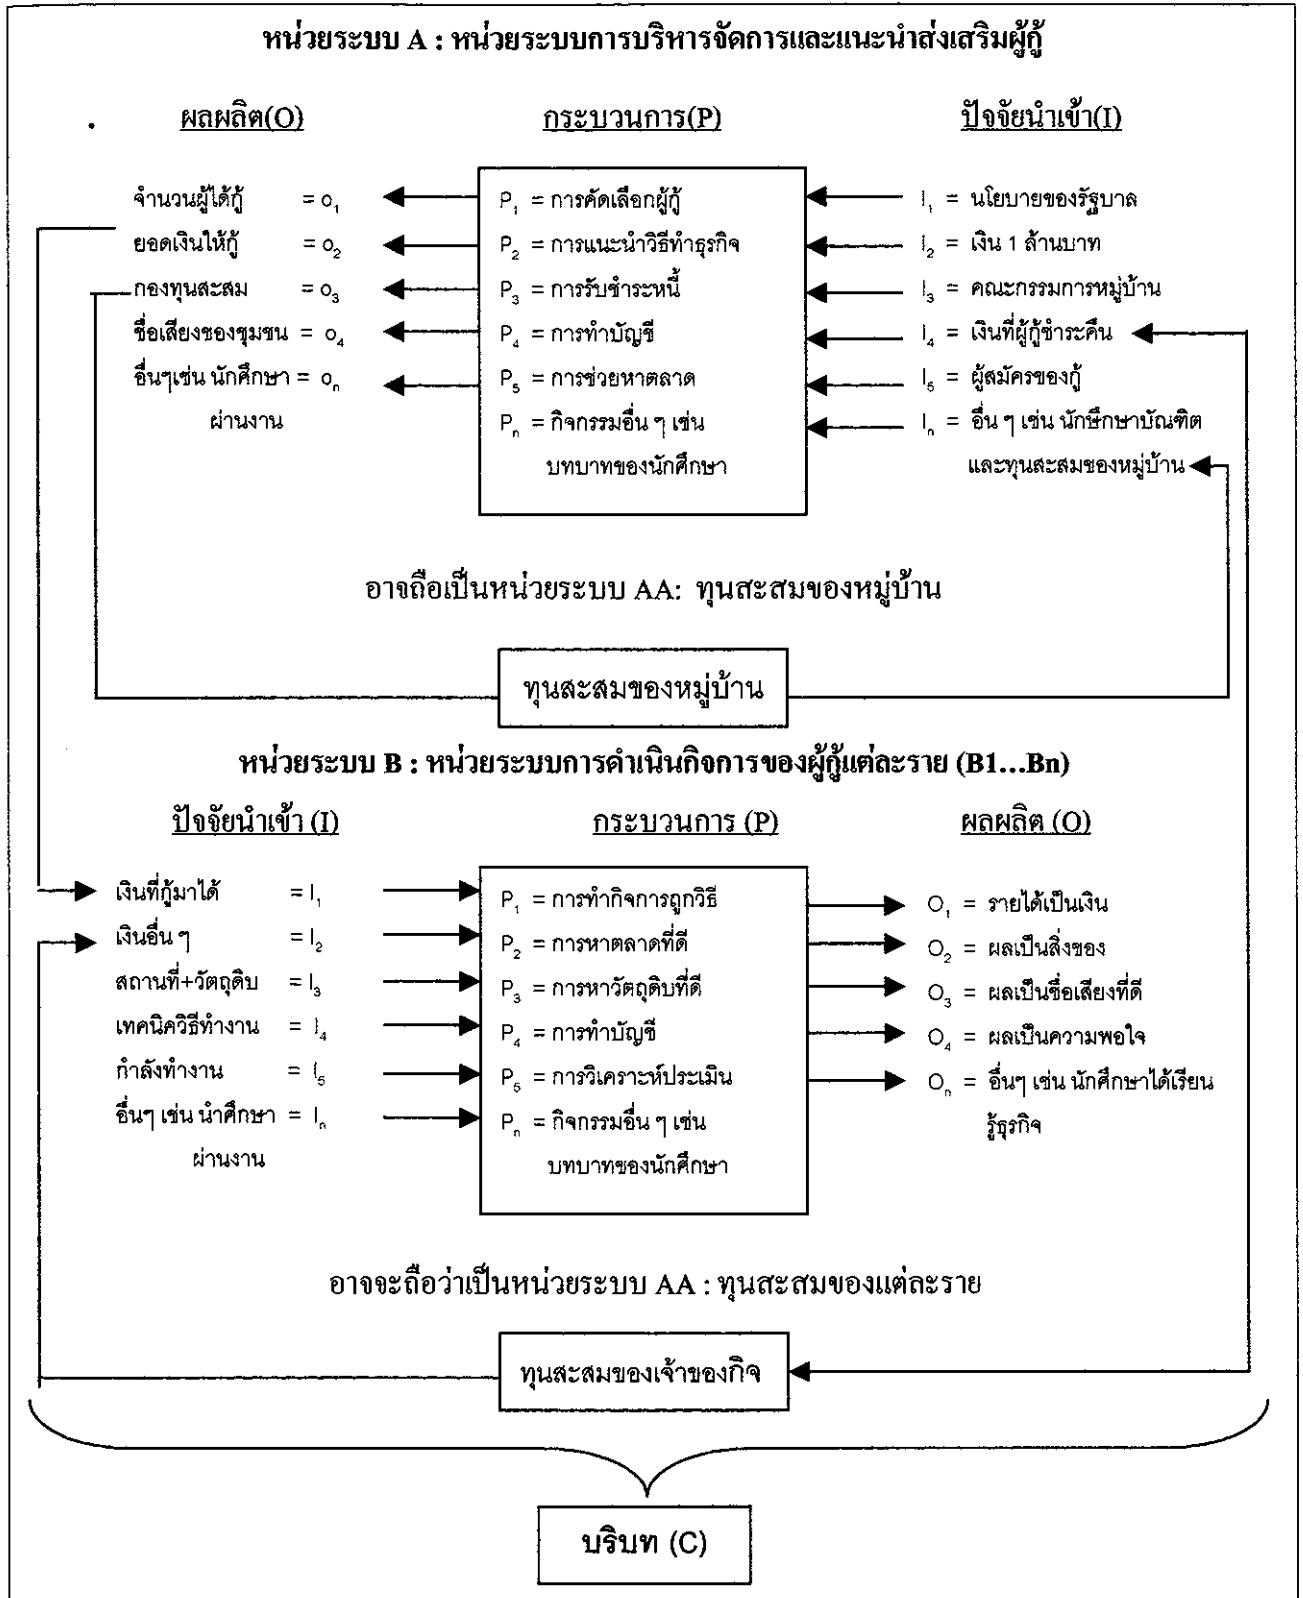 หน่วยระบบ A : หน่วยระบบการบริหารจัดการและแนะนำส่งเสริมผู้กู้
ผลผลิต(O) กระบวนการ(P) ปัจจัยนำเข้า(I)
จำนวนผู้ได้กู้ = o₁ P₁ = การคัดเลือกผู้กู้ I₁ = นโยบายของรัฐบาล
ยอดเงินให้กู้ = o₂ P₂ = การแนะนำวิธีทำธุรกิจ I₂ = เงิน 1 ล้านบาท
กองทุนสะสม = o₃ P₃ = การรับชำระหนี้ I₃ = คณะกรรมการหมู่บ้าน
ชื่อเสียงของชุมชน = o₄ P₄ = การทำบัญชี I₄ = เงินที่ผู้กู้ชำระคืน
อื่นๆเช่น นักศึกษา = oₙ P₅ = การช่วยหาตลาด I₅ = ผู้สมัครขอกู้
ผ่านงาน Pₙ = กิจกรรมอื่น ๆ เช่น Iₙ = อื่น ๆ เช่น นักษึกษาบัณฑิต
บทบาทของนักศึกษา และทุนสะสมของหมู่บ้าน
อาจถือเป็นหน่วยระบบ AA: ทุนสะสมของหมู่บ้าน
ทุนสะสมของหมู่บ้าน
หน่วยระบบ B : หน่วยระบบการดำเนินกิจการของผู้กู้แต่ละราย (B1...Bn)
ปัจจัยนำเข้า (I) กระบวนการ (P) ผลผลิต (O)
เงินที่กู้มาได้ = I₁ P₁ = การทำกิจการถูกวิธี O₁ = รายได้เป็นเงิน
เงินอื่น ๆ = I₂ P₂ = การหาตลาดที่ดี O₂ = ผลเป็นสิ่งของ
สถานที่+วัตถุดิบ = I₃ P₃ = การหาวัตถุดิบที่ดี O₃ = ผลเป็นชื่อเสียงที่ดี
เทคนิควิธีทำงาน = I₄ P₄ = การทำบัญชี O₄ = ผลเป็นความพอใจ
กำลังทำงาน = I₅ P₅ = การวิเคราะห์ประเมิน Oₙ = อื่นๆ เช่น นักศึกษาได้เรียน
อื่นๆ เช่น นำศึกษา = Iₙ Pₙ = กิจกรรมอื่น ๆ เช่น รู้ธุรกิจ
ผ่านงาน บทบาทของนักศึกษา
อาจจะถือว่าเป็นหน่วยระบบ AA : ทุนสะสมของแต่ละราย
ทุนสะสมของเจ้าของกิจ
บริบท (C)